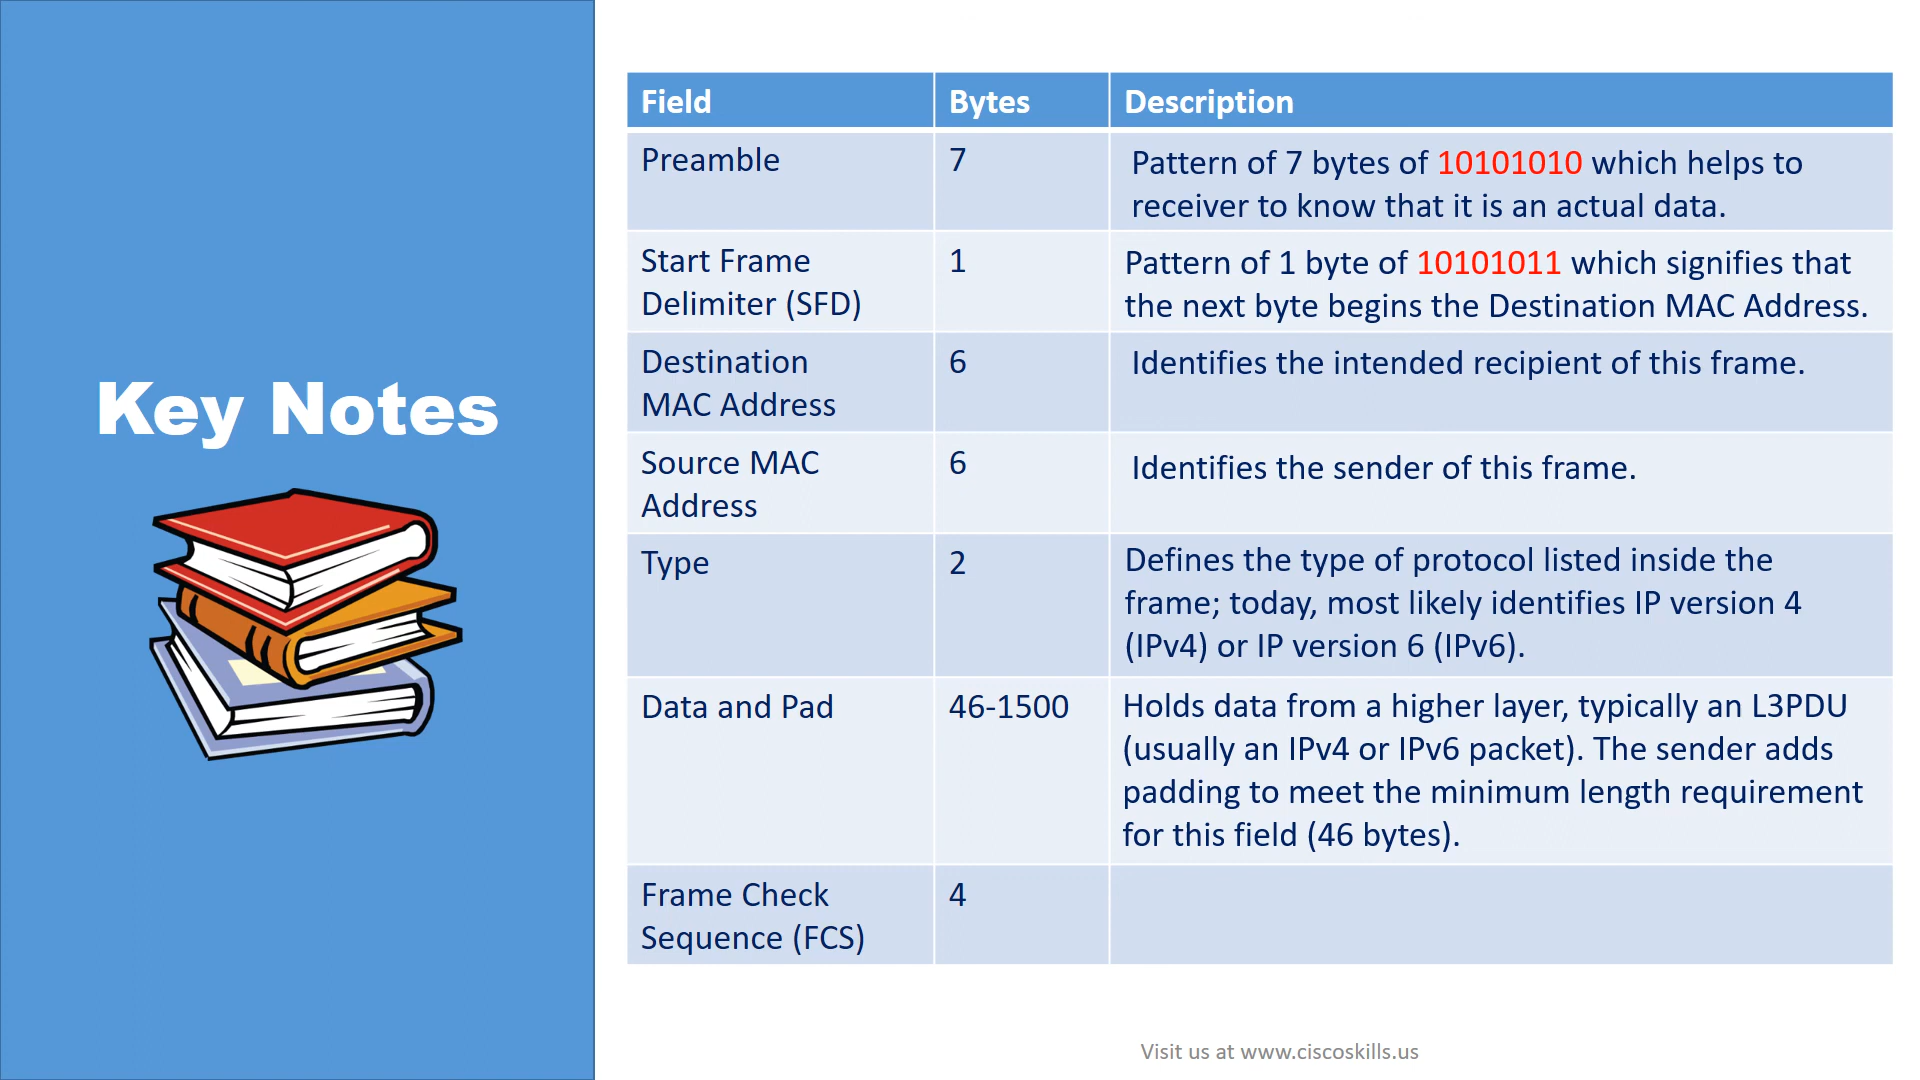 Key Notes
Field Bytes Description
Preamble 7 Pattern of 7 bytes of 10101010 which helps to
receiver to know that it is an actual data.
Start Frame 1 Pattern of 1 byte of 10101011 which signifies that
Delimiter (SFD) the next byte begins the Destination MAC Address.
Destination 6 Identifies the intended recipient of this frame.
MAC Address
Source MAC 6 Identifies the sender of this frame.
Address
Type 2 Defines the type of protocol listed inside the
frame; today, most likely identifies IP version 4
(IPv4) or IP version 6 (IPv6).
Data and Pad 46-1500 Holds data from a higher layer, typically an L3PDU
(usually an IPv4 or IPv6 packet). The sender adds
padding to meet the minimum length requirement
for this field (46 bytes).
Frame Check 4
Sequence (FCS)
Visit us at www.ciscoskills.us